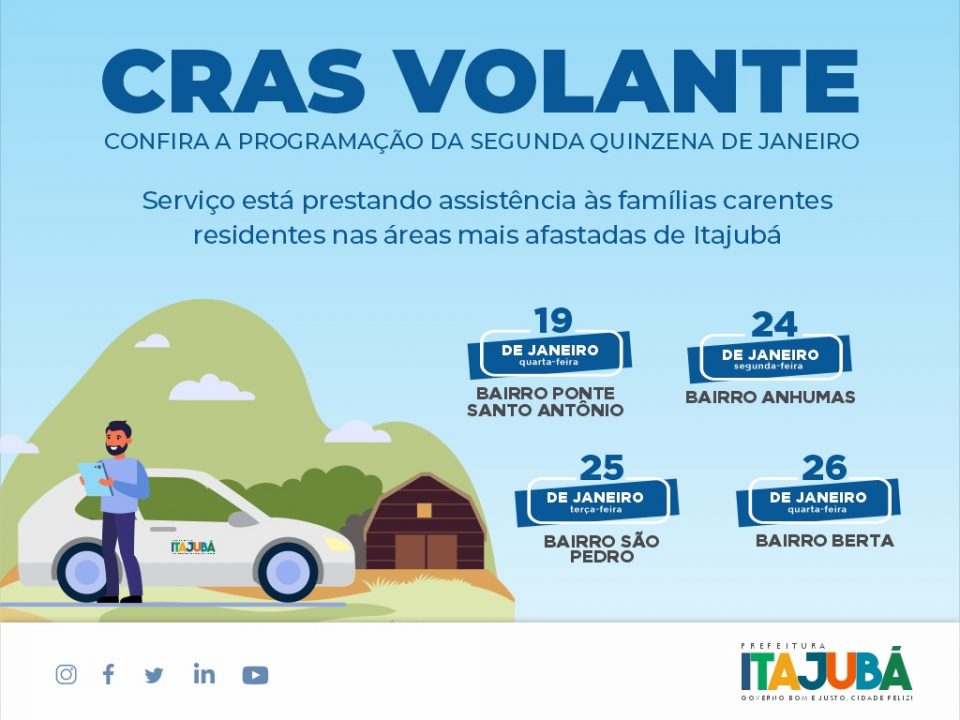 CRAS VOLANTE
CONFIRA A PROGRAMAÇÃO DA SEGUNDA QUINZENA DE JANEIRO
Serviço está prestando assistência às famílias carentes
residentes nas áreas mais afastadas de Itajubá
19
DE JANEIRO
quarta-feira
BAIRRO PONTE
SANTO ANTÔNIO
24
DE JANEIRO
segunda-feira
BAIRRO ANHUMAS
25
DE JANEIRO
terça-feira
BAIRRO SÃO
PEDRO
26
DE JANEIRO
quarta-feira
BAIRRO BERTA
ITAJUBÁ
PREFEITURA
ITAJUBÁ
GOVERNO BOM E JUSTO. CIDADE FELIZ!